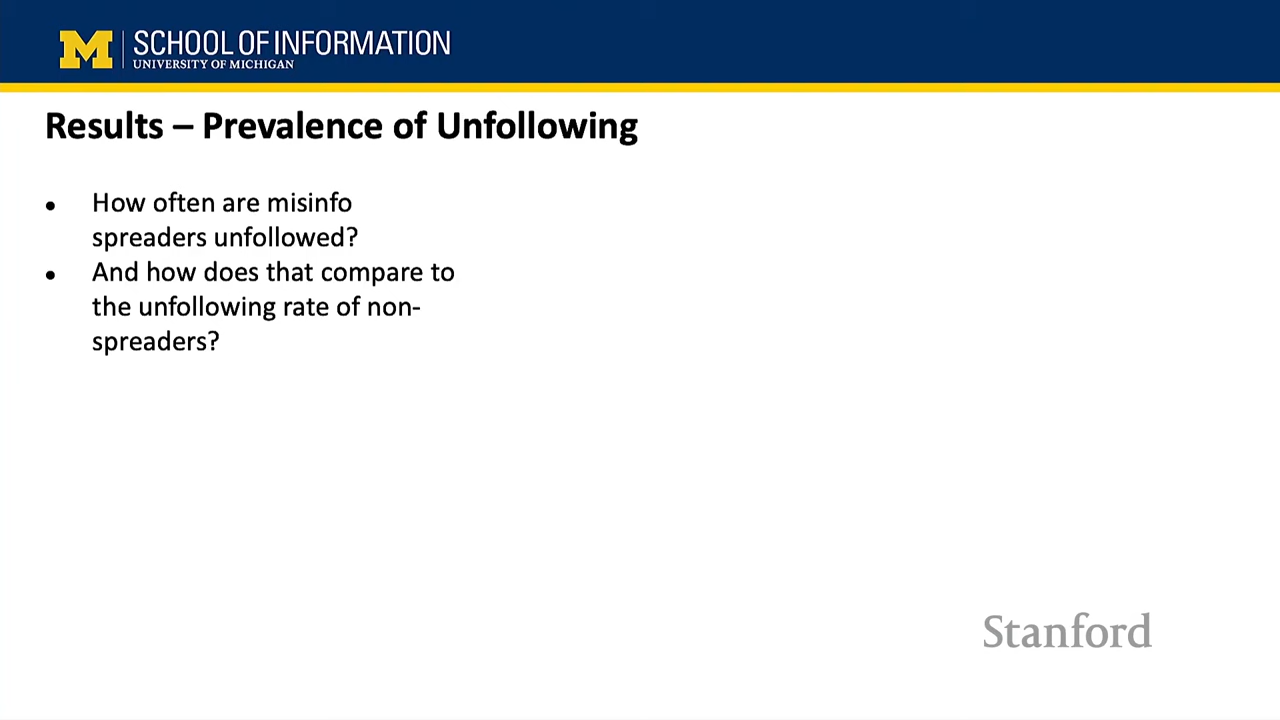 M
SCHOOL OF INFORMATION
UNIVERSITY OF MICHIGAN
Results – Prevalence of Unfollowing
• How often are misinfo
spreaders unfollowed?
• And how does that compare to
the unfollowing rate of non-
spreaders?
Stanford